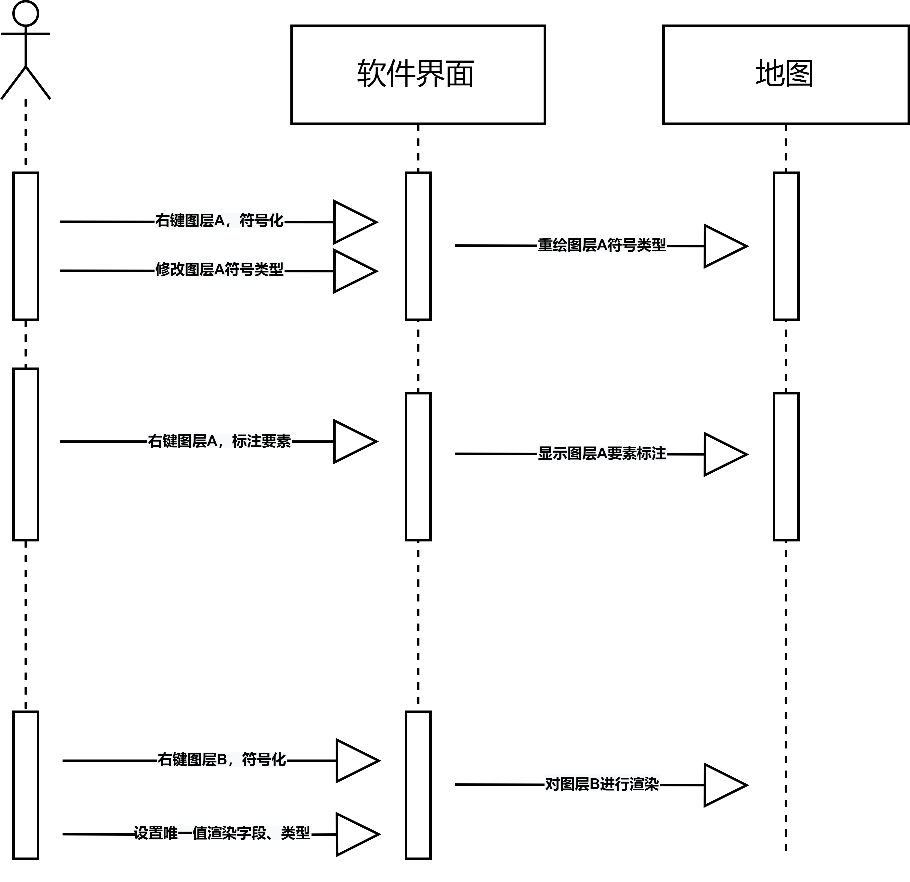 软件界面
地图
右键图层A，符号化
重绘图层A符号类型
修改图层A符号类型
右键图层A，标注要素
显示图层A要素标注
右键图层B，符号化
对图层B进行渲染
设置唯一值渲染字段、类型